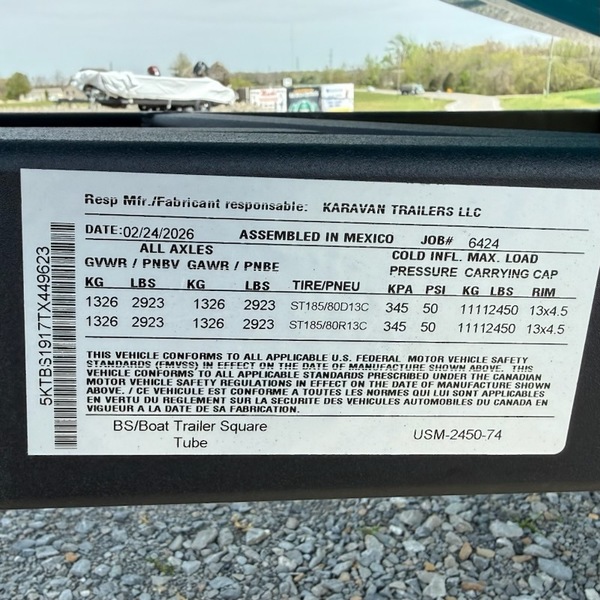 Resp Mfr./Fabricant responsable: KARAVAN TRAILERS LLC
DATE:02/24/2026 ASSEMBLED IN MEXICO JOB# 6424
ALL AXLES COLD INFL. MAX. LOAD
GVWR / PNBV GAWR / PNBE PRESSURE CARRYING CAP
KG LBS KG LBS TIRE/PNEU KPA PSI KG LBS RIM
1326 2923 1326 2923 ST185/80D13C 345 50 11112450 13x4.5
1326 2923 1326 2923 ST185/80R13C 345 50 11112450 13x4.5
THIS VEHICLE CONFORMS TO ALL APPLICABLE U.S. FEDERAL MOTOR VEHICLE SAFETY
STANDARDS (FMVSS) IN EFFECT ON THE DATE OF MANUFACTURE SHOWN ABOVE. THIS
VEHICLE CONFORMS TO ALL APPLICABLE STANDARDS PRESCRIBED UNDER THE CANADIAN
MOTOR VEHICLE SAFETY REGULATIONS IN EFFECT ON THE DATE OF MANUFACTURE SHOWN
ABOVE. / CE VEHICULE EST CONFORME A TOUTES LES NORMES QUI LUI SONT APPLICABLES
EN VERTU DU REGLEMENT SUR LA SECURITE DES VEHICULES AUTOMOBILES DU CANADA EN
VIGUEUR A LA DATE DE SA FABRICATION.
BS/Boat Trailer Square
Tube
USM-2450-74
5KTBS1917TX449623